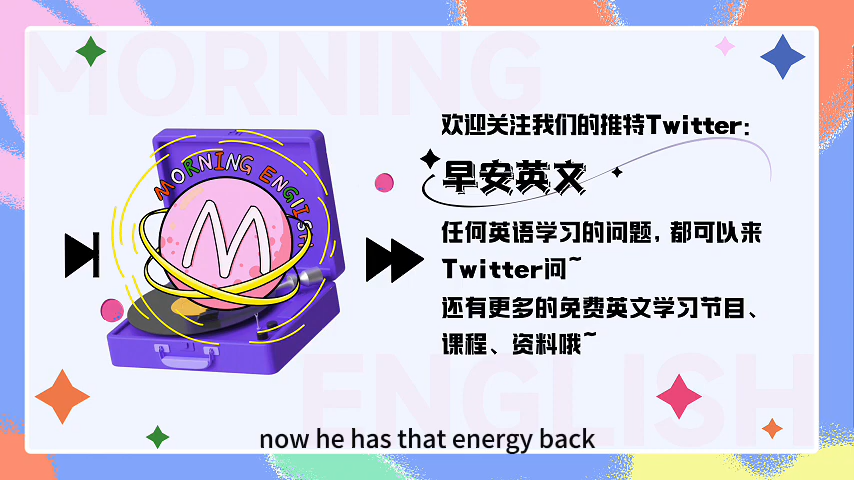 MORNING
MORNING ENGLISH
M
欢迎关注我们的推特Twitter:
早安英文
任何英语学习的问题,都可以来
Twitter问~
还有更多的免费英文学习节目、
课程、资料哦~
ENGLISH
now he has that energy back